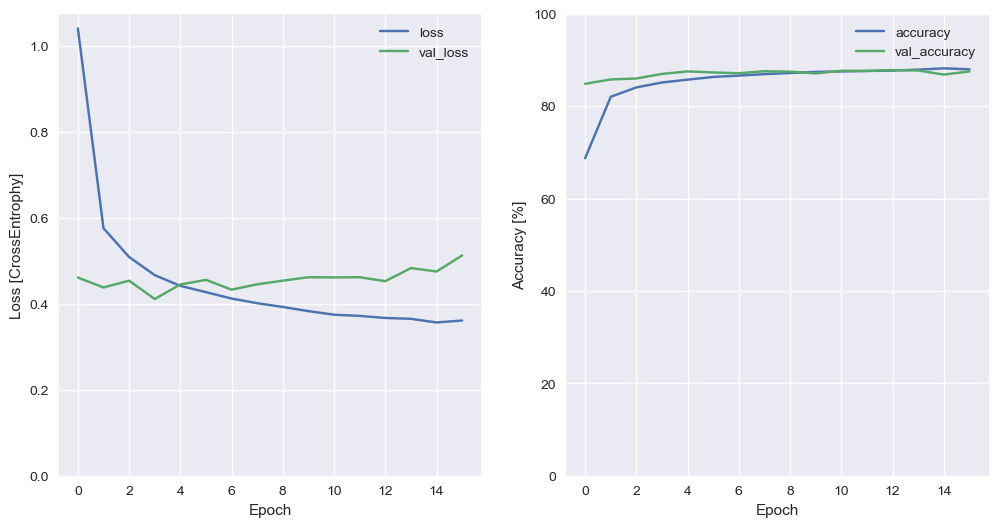 loss
val_loss
1.0
0.8
0.6
0.4
0.2
0.0
Loss [CrossEntrophy]
0 2 4 6 8 10 12 14
Epoch
accuracy
val_accuracy
100
80
60
40
20
0
Accuracy [%]
0 2 4 6 8 10 12 14
Epoch